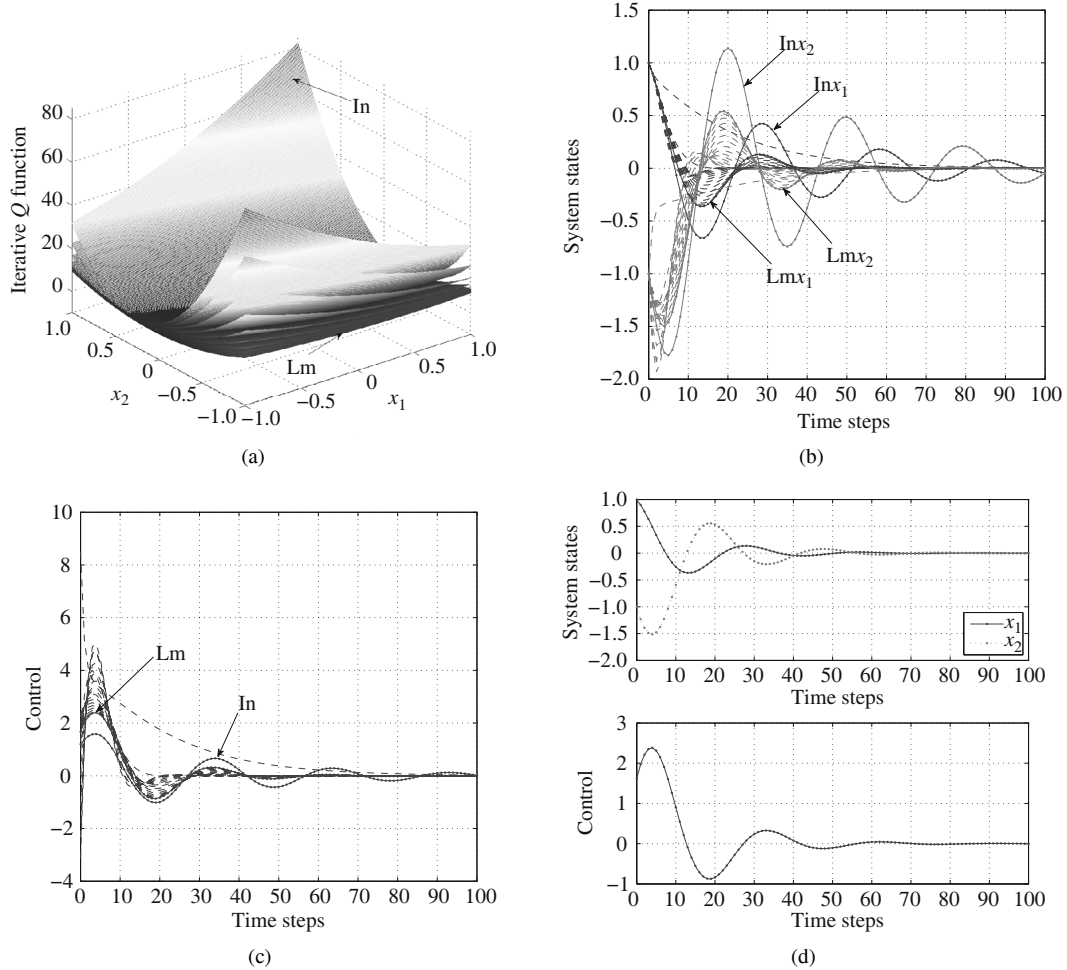 (a)
80
60
40
20
0
Iterative Q function
1.0
0.5
0
−0.5
−1.0
x2
−1.0
−0.5
0
0.5
1.0
x1
In
Lm
(b)
1.5
1.0
0.5
0
−0.5
−1.0
−1.5
−2.0
System states
Inx2
Inx1
Lmx2
Lmx1
0 10 20 30 40 50 60 70 80 90 100
Time steps
(a)
(b)
10
8
6
4
2
0
−2
−4
Control
Lm
In
0 10 20 30 40 50 60 70 80 90 100
Time steps
(c)
1.0
0.5
0
−0.5
−1.0
−1.5
−2.0
System states
x1
x2
0 10 20 30 40 50 60 70 80 90 100
Time steps
3
2
1
0
−1
Control
0 10 20 30 40 50 60 70 80 90 100
Time steps
(d)